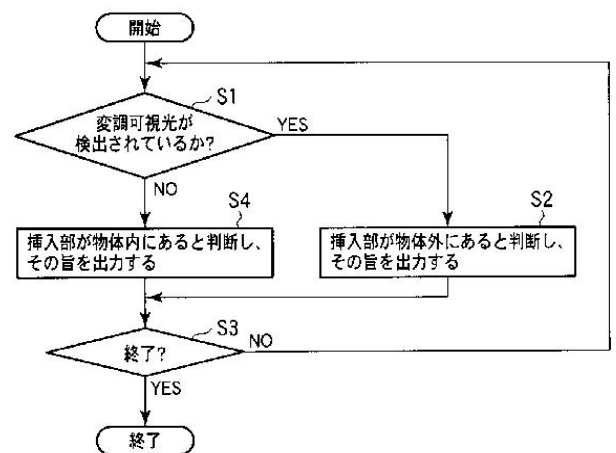 開始
S1
変調可視光が
検出されているか?
YES
NO
S4
挿入部が物体内にあると判断し、
その旨を出力する
S2
挿入部が物体外にあると判断し、
その旨を出力する
S3
終了?
NO
YES
終了